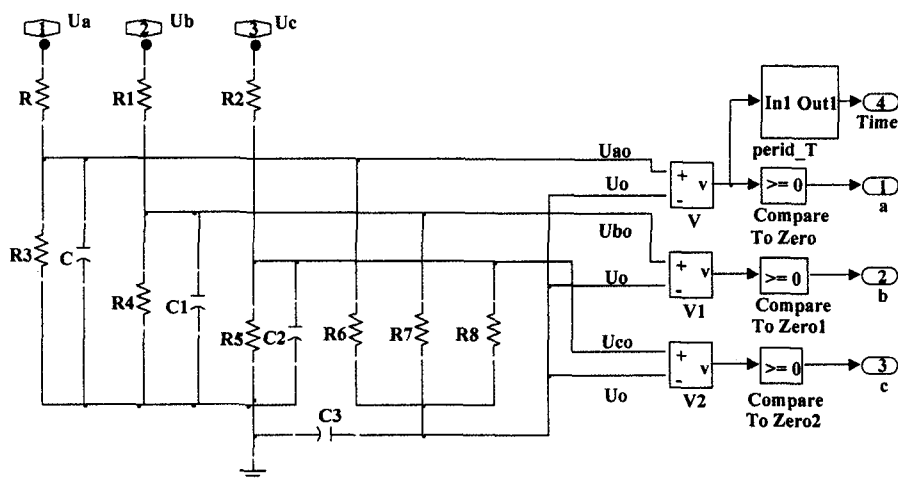 1 Ua
2 Ub
3 Uc
R
R1
R2
In1 Out1
4
Time
perid_T
Uao
Uo
+
-
v
V
>= 0
1
a
Compare
To Zero
R3
C
R4
C1
R5
C2
R6
R7
R8
Ubo
Uo
+
-
v
V1
>= 0
2
b
Compare
To Zero1
Uco
Uo
+
-
v
V2
>= 0
3
c
Compare
To Zero2
C3